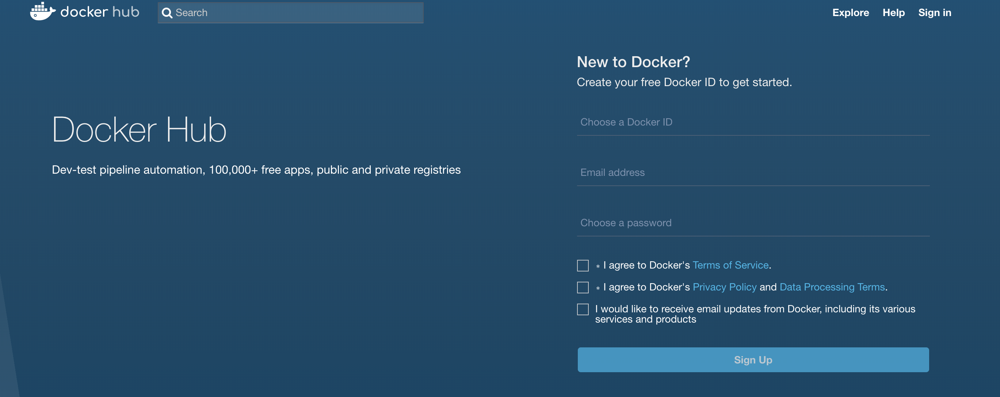 docker hub
Search
Explore
Help
Sign in
New to Docker?
Create your free Docker ID to get started.
Docker Hub
Dev-test pipeline automation, 100,000+ free apps, public and private registries
Choose a Docker ID
Email address
Choose a password
* I agree to Docker's Terms of Service.
* I agree to Docker's Privacy Policy and Data Processing Terms.
I would like to receive email updates from Docker, including its various
services and products
Sign Up